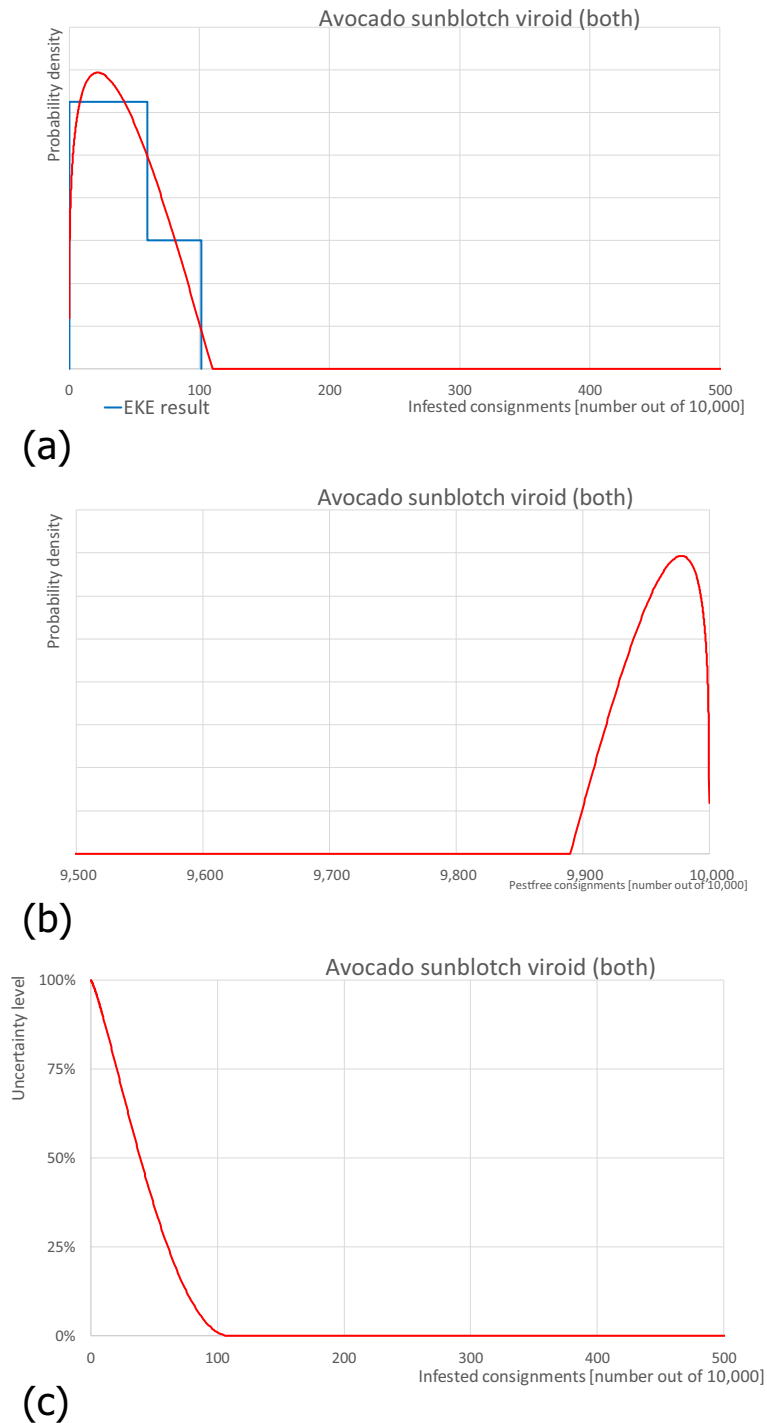 Avocado sunblotch viroid (both)
Probability density
0 100 200 300 400 500
EKE result
Infested consignments [number out of 10,000]
(a)
Avocado sunblotch viroid (both)
Probability density
9,500 9,600 9,700 9,800 9,900 10,000
Pestfree consignments [number out of 10,000]
(b)
Avocado sunblotch viroid (both)
Uncertainty level
100%
75%
50%
25%
0%
0 100 200 300 400 500
Infested consignments [number out of 10,000]
(c)